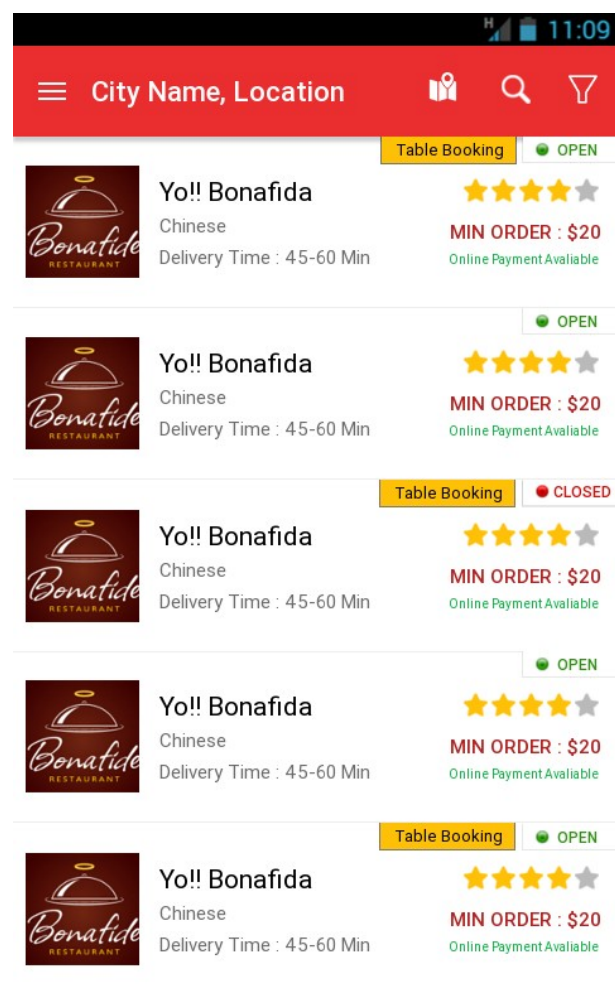 H 11:09
City Name, Location
Table Booking OPEN
Yo!! Bonafida
Chinese
Delivery Time : 45-60 Min
MIN ORDER : $20
Online Payment Avaliable
Bonafide
RESTAURANT
OPEN
Yo!! Bonafida
Chinese
Delivery Time : 45-60 Min
MIN ORDER : $20
Online Payment Avaliable
Bonafide
RESTAURANT
Table Booking CLOSED
Yo!! Bonafida
Chinese
Delivery Time : 45-60 Min
MIN ORDER : $20
Online Payment Avaliable
Bonafide
RESTAURANT
OPEN
Yo!! Bonafida
Chinese
Delivery Time : 45-60 Min
MIN ORDER : $20
Online Payment Avaliable
Bonafide
RESTAURANT
Table Booking OPEN
Yo!! Bonafida
Chinese
Delivery Time : 45-60 Min
MIN ORDER : $20
Online Payment Avaliable
Bonafide
RESTAURANT